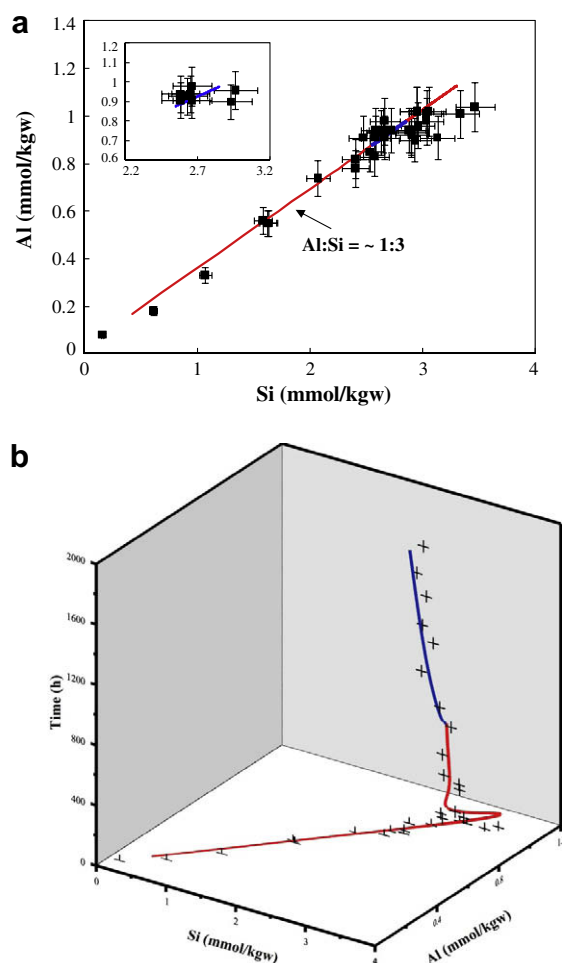 a
1.4
1.2
1
0.8
0.6
0.4
0.2
0
Al (mmol/kgw)
1.2
1.1
1
0.9
0.8
0.7
0.6
2.2 2.7 3.2
Al:Si = ~ 1:3
0 1 2 3 4
Si (mmol/kgw)
b
2000
1600
1200
800
400
0
Time (h)
0 1 2 3 4
Si (mmol/kgw)
0.4
Al (mmol/kgw)